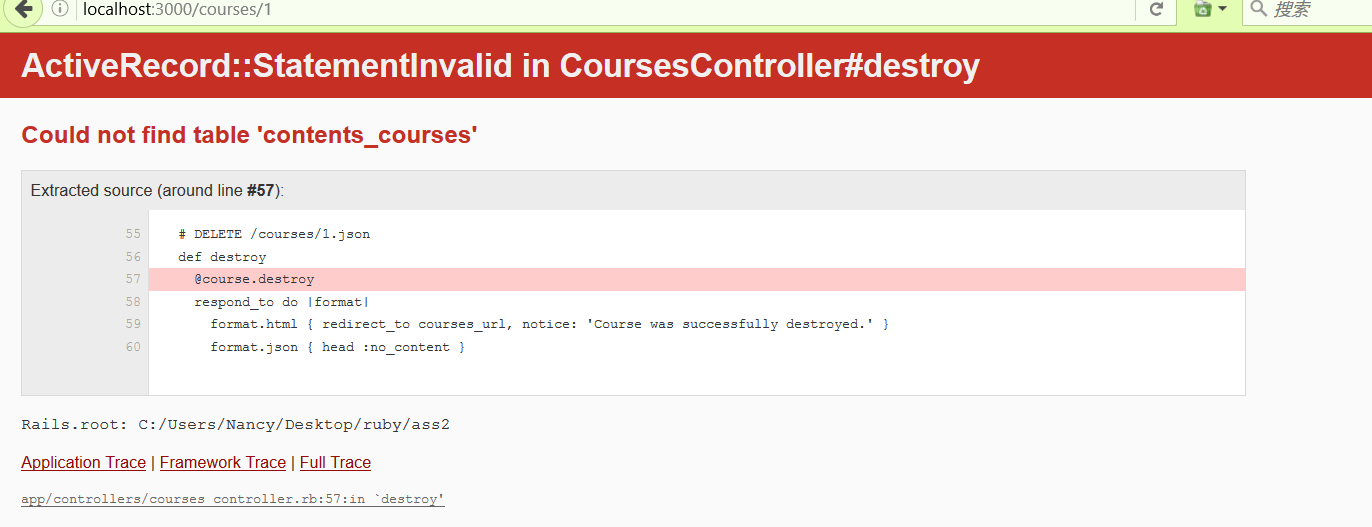 localhost:3000/courses/1
搜索
ActiveRecord::StatementInvalid in CoursesController#destroy
Could not find table 'contents_courses'
Extracted source (around line #57):
55 # DELETE /courses/1.json
56 def destroy
57 @course.destroy
58 respond_to do |format|
59 format.html { redirect_to courses_url, notice: 'Course was successfully destroyed.' }
60 format.json { head :no_content }
Rails.root: C:/Users/Nancy/Desktop/ruby/ass2
Application Trace | Framework Trace | Full Trace
app/controllers/courses_controller.rb:57:in `destroy'